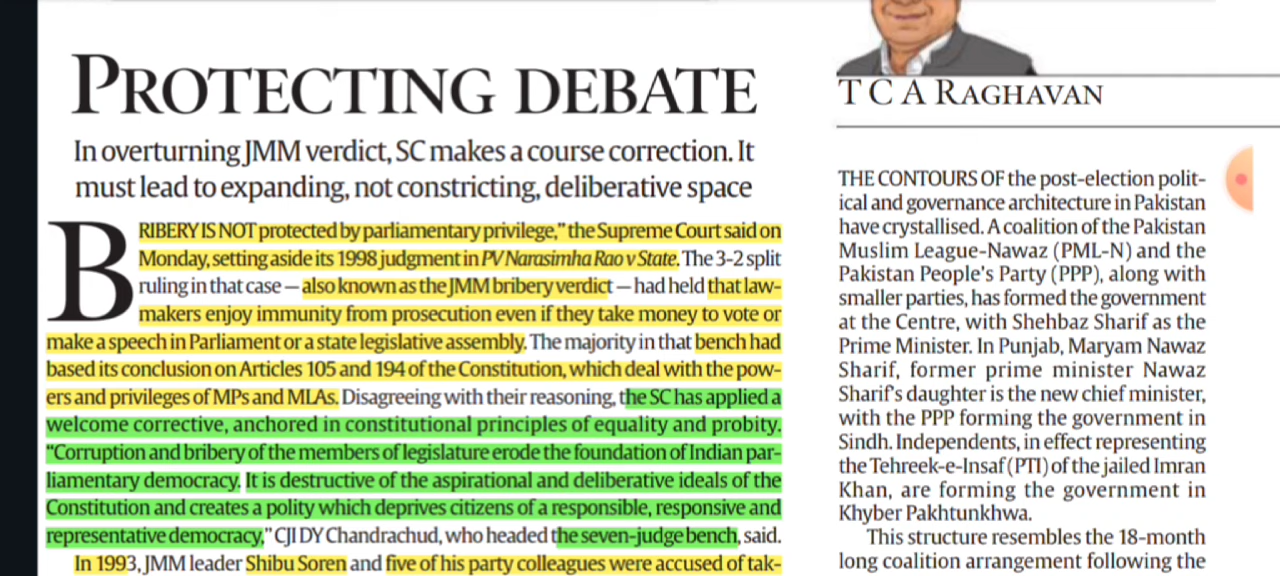 PROTECTING DEBATE
In overturning JMM verdict, SC makes a course correction. It
must lead to expanding, not constricting, deliberative space
BRIBERY IS NOT protected by parliamentary privilege,” the Supreme Court said on
Monday, setting aside its 1998 judgment in PV Narasimha Rao v State. The 3-2 split
ruling in that case — also known as the JMM bribery verdict — had held that law-
makers enjoy immunity from prosecution even if they take money to vote or
make a speech in Parliament or a state legislative assembly. The majority in that bench had
based its conclusion on Articles 105 and 194 of the Constitution, which deal with the pow-
ers and privileges of MPs and MLAs. Disagreeing with their reasoning, the SC has applied a
welcome corrective, anchored in constitutional principles of equality and probity.
“Corruption and bribery of the members of legislature erode the foundation of Indian par-
liamentary democracy. It is destructive of the aspirational and deliberative ideals of the
Constitution and creates a polity which deprives citizens of a responsible, responsive and
representative democracy,” CJI DY Chandrachud, who headed the seven-judge bench, said.
In 1993, JMM leader Shibu Soren and five of his party colleagues were accused of tak-
T C A RAGHAVAN
THE CONTOURS OF the post-election polit-
ical and governance architecture in Pakistan
have crystallised. A coalition of the Pakistan
Muslim League-Nawaz (PML-N) and the
Pakistan People's Party (PPP), along with
smaller parties, has formed the government
at the Centre, with Shehbaz Sharif as the
Prime Minister. In Punjab, Maryam Nawaz
Sharif, former prime minister Nawaz
Sharif's daughter is the new chief minister,
with the PPP forming the government in
Sindh. Independents, in effect representing
the Tehreek-e-Insaf (PTI) of the jailed Imran
Khan, are forming the government in
Khyber Pakhtunkhwa.
This structure resembles the 18-month
long coalition arrangement following the